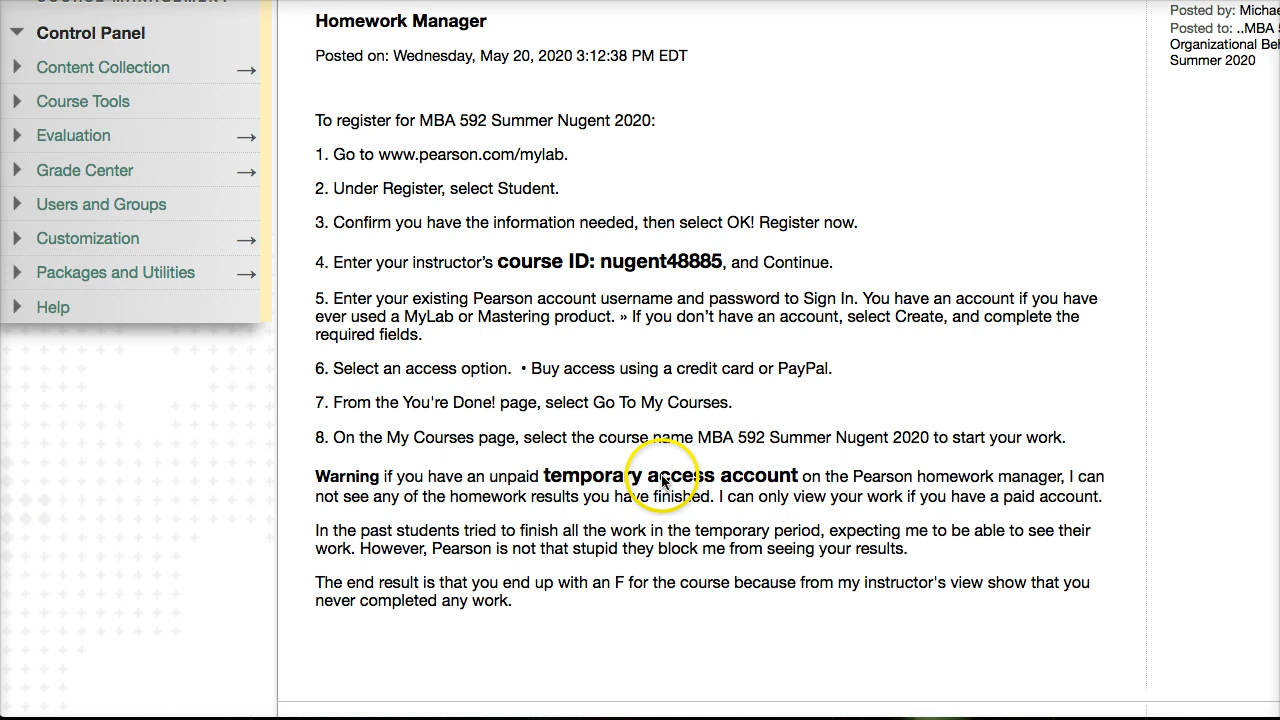 Control Panel
Content Collection
Course Tools
Evaluation
Grade Center
Users and Groups
Customization
Packages and Utilities
Help
Homework Manager
Posted on: Wednesday, May 20, 2020 3:12:38 PM EDT
To register for MBA 592 Summer Nugent 2020:
1. Go to www.pearson.com/mylab.
2. Under Register, select Student.
3. Confirm you have the information needed, then select OK! Register now.
4. Enter your instructor’s course ID: nugent48885, and Continue.
5. Enter your existing Pearson account username and password to Sign In. You have an account if you have
ever used a MyLab or Mastering product. » If you don’t have an account, select Create, and complete the
required fields.
6. Select an access option. • Buy access using a credit card or PayPal.
7. From the You're Done! page, select Go To My Courses.
8. On the My Courses page, select the course name MBA 592 Summer Nugent 2020 to start your work.
Warning if you have an unpaid temporary access account on the Pearson homework manager, I can
not see any of the homework results you have finished. I can only view your work if you have a paid account.
In the past students tried to finish all the work in the temporary period, expecting me to be able to see their
work. However, Pearson is not that stupid they block me from seeing your results.
The end result is that you end up with an F for the course because from my instructor's view show that you
never completed any work.
Posted by: Michae
Posted to: ..MBA
Organizational Beh
Summer 2020